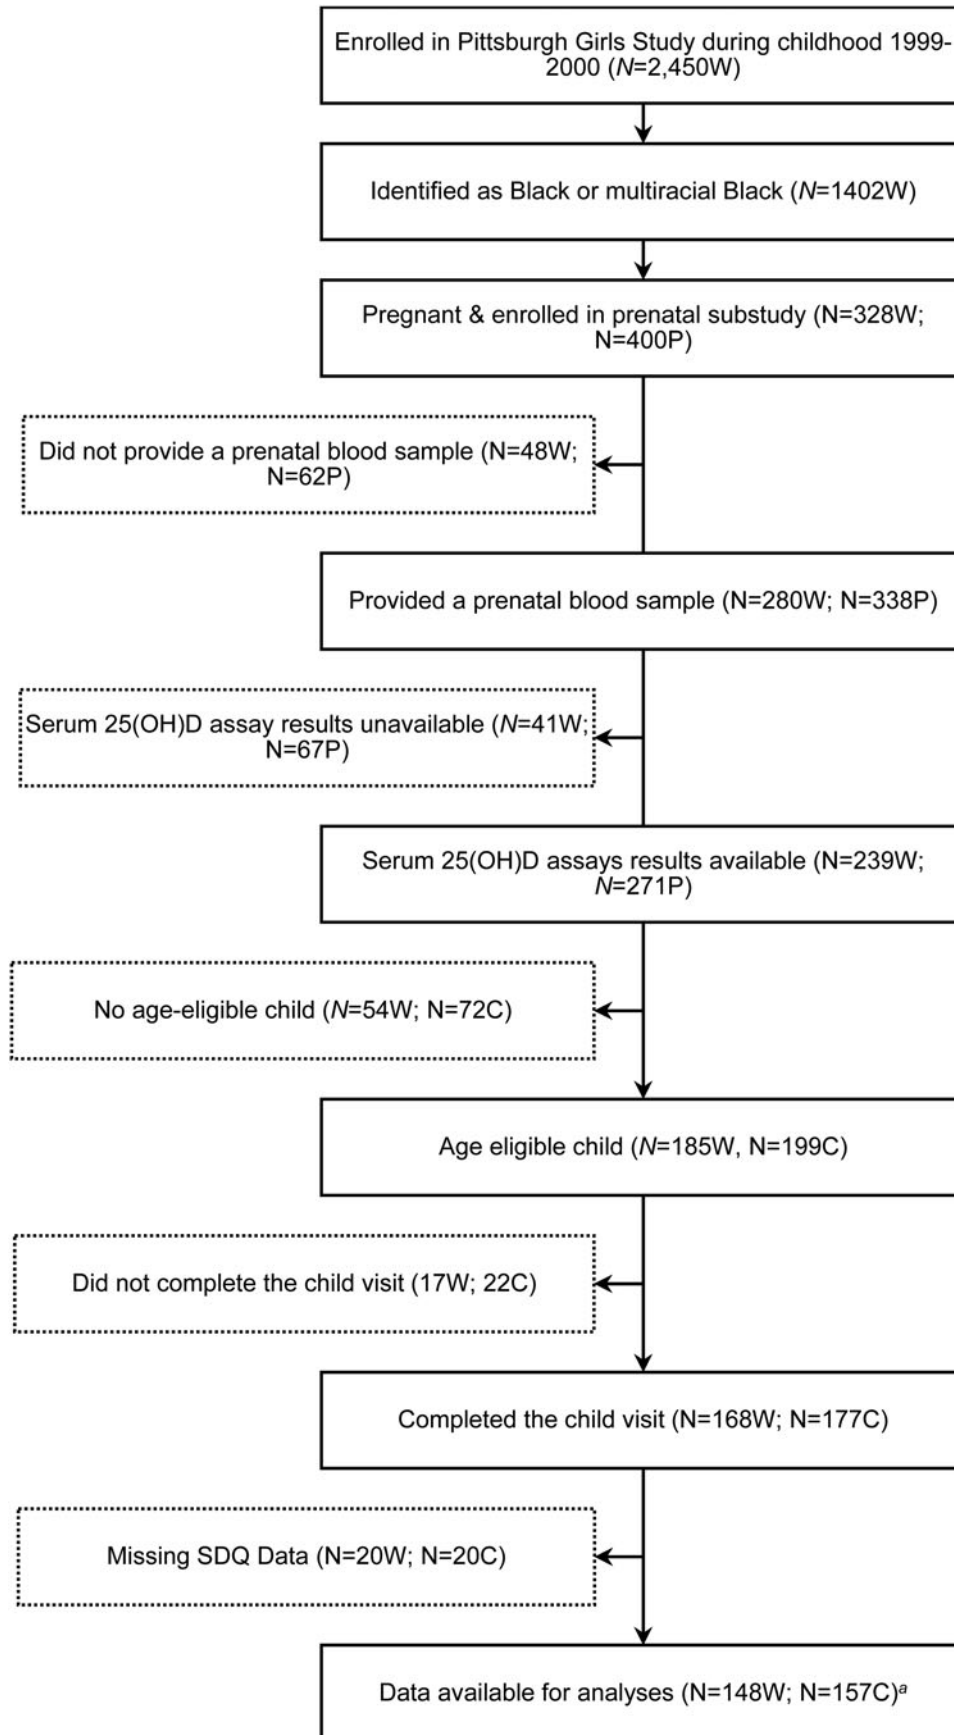 Enrolled in Pittsburgh Girls Study during childhood 1999-
2000 (N=2,450W)
Identified as Black or multiracial Black (N=1402W)
Pregnant & enrolled in prenatal substudy (N=328W;
N=400P)
Did not provide a prenatal blood sample (N=48W;
N=62P)
Provided a prenatal blood sample (N=280W; N=338P)
Serum 25(OH)D assay results unavailable (N=41W;
N=67P)
Serum 25(OH)D assays results available (N=239W;
N=271P)
No age-eligible child (N=54W; N=72C)
Age eligible child (N=185W, N=199C)
Did not complete the child visit (17W; 22C)
Completed the child visit (N=168W; N=177C)
Missing SDQ Data (N=20W; N=20C)
Data available for analyses (N=148W; N=157C)ᵃ